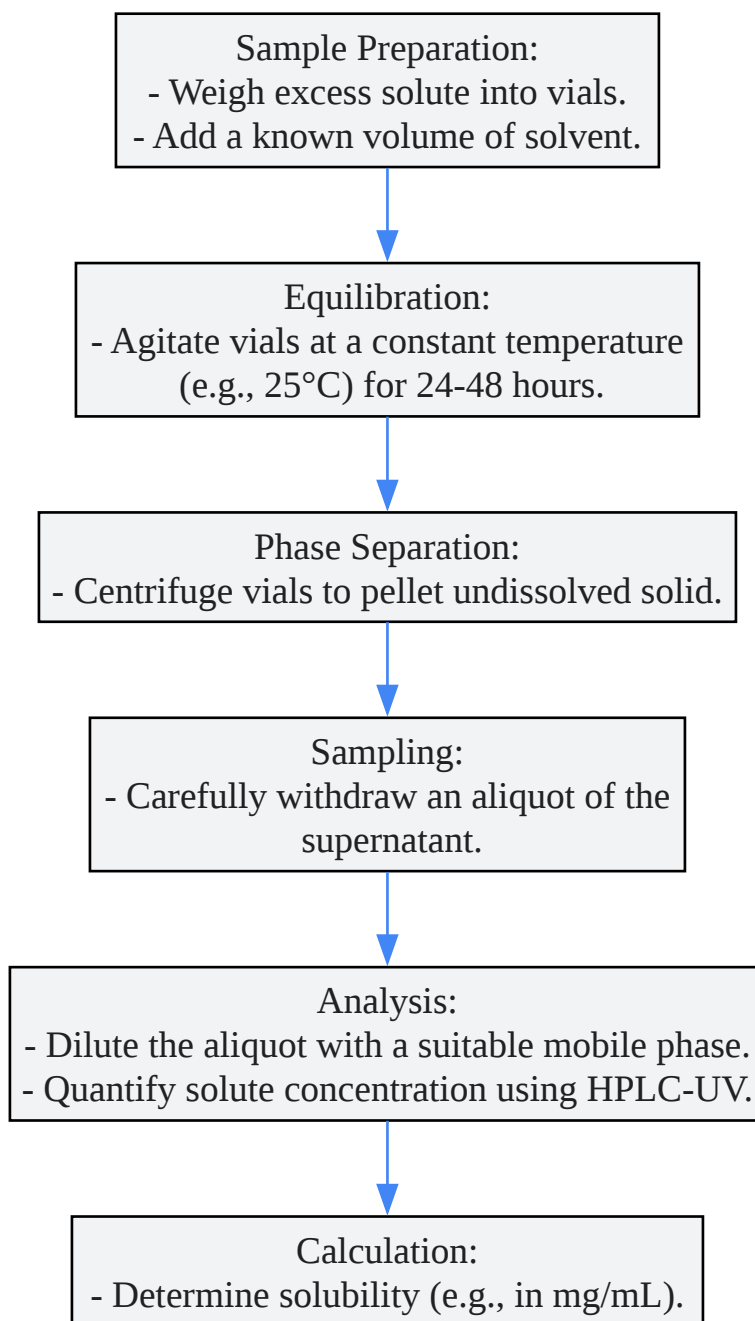 Sample Preparation:
- Weigh excess solute into vials.
- Add a known volume of solvent.
Equilibration:
- Agitate vials at a constant temperature
(e.g., 25°C) for 24-48 hours.
Phase Separation:
- Centrifuge vials to pellet undissolved solid.
Sampling:
- Carefully withdraw an aliquot of the
supernatant.
Analysis:
- Dilute the aliquot with a suitable mobile phase.
- Quantify solute concentration using HPLC-UV.
Calculation:
- Determine solubility (e.g., in mg/mL).